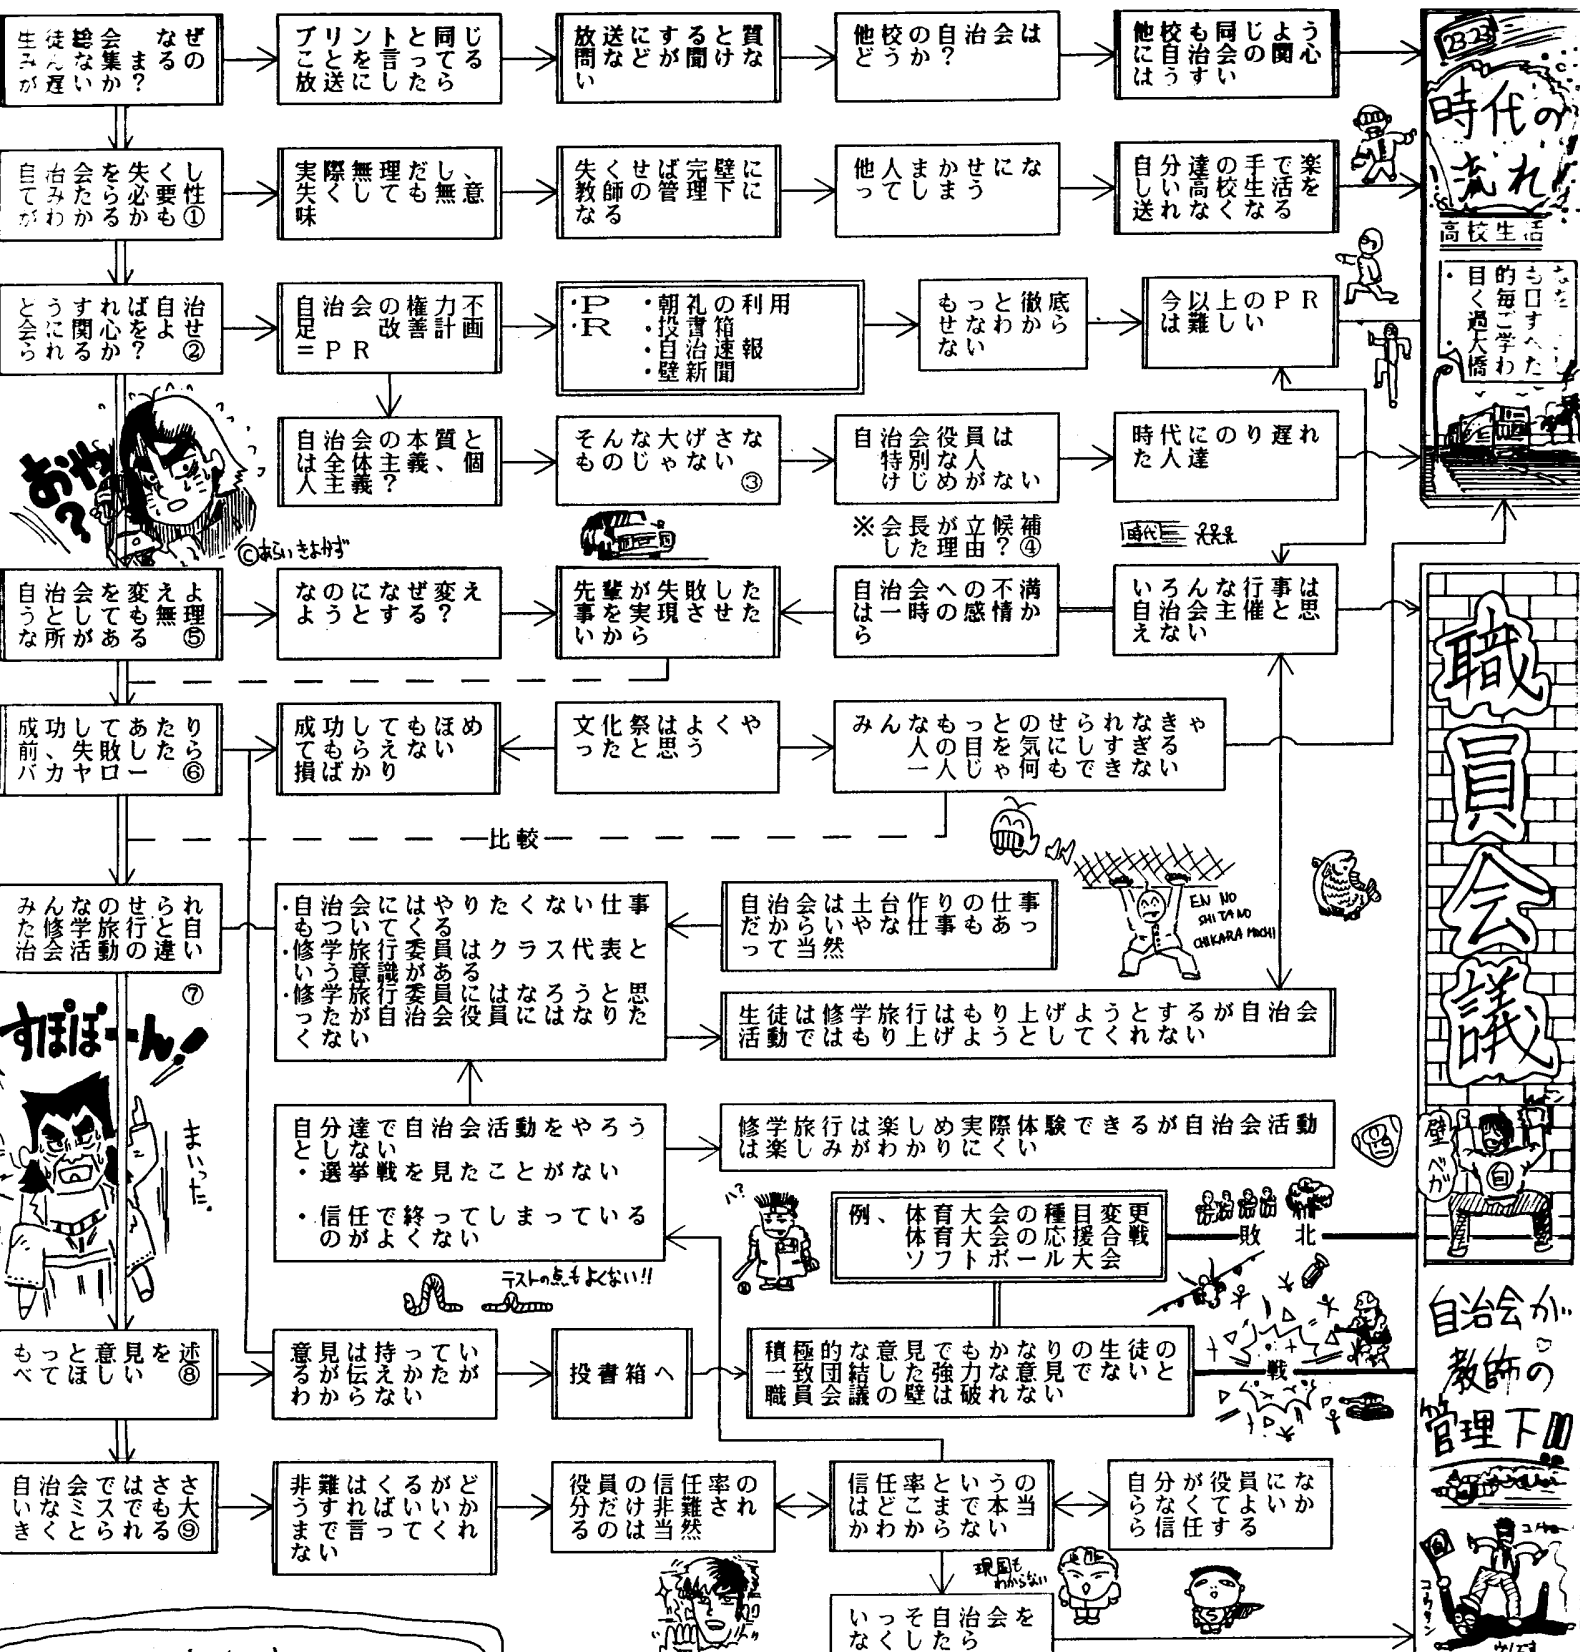 生徒総会なぜ
みんな集まるの
が遅いか？
プリントと同じ
ことを言ってる
放送にしたら
放送にすると質
問などが聞けな
い
他校の自治会は
どうなのか？
他校も同じよう
に自治会の関心
はうすい
自治会を失くし
てみたら必要性
がわかるかも①
実際無理だし、
失くしても無意
味
失くせば完璧に
教師の管理下に
なる
他人まかせにな
ってしまう
自分達の手で楽
しい高校生活を
送れなくなる
時代の
流れ
高校生活
どうすれば自治
会に関心をよせ
られるか？②
自治会の権力不
足 改善計画
＝PR
・PR
・朝礼の利用
・投書箱
・自治速報
・壁新聞
もっと徹底
せなわから
ない
今以上のPR
は難しい
自治会の本質と
は全体主義、個
人主義？
そんな大げさな
ものじゃない
③
自治会役員は
特別な人
けじめがない
時代にのり遅れ
た人達
※会長が立候補
した理由？④
おや？
©あらいきよかず
時代
自治会を変えよ
うとしても無理
な所がある⑤
なのになぜ変え
ようとする？
先輩が失敗した
事を実現させた
いから
自治会への不満
は一時の感情か
ら
いろんな行事は
自治会主催と思
えない
職員会議
成功してあたり
前、失敗したら
バカヤロー⑥
成功してもほめ
てもらえない
損ばかり
文化祭はよくや
ったと思う
みんなもっとのせられなきゃ
人の目を気にしすぎる
一人じゃ何もできない
比較
みんなのせられ
た修学旅行と自
治活動の違い
⑦
・自治会にはやりたくない仕事
もついてくる
・修学旅行委員はクラス代表と
いう意識がある
・修学旅行委員にはなろうと思
ったが自治会役員にはなりた
くない
自治会は土台作りの仕事
だからいやな仕事もあっ
て当然
EN NO
SHITA NO
CHIKARA MOCHI
生徒は修学旅行はもり上げようとするが自治会
活動ではもり上げようとしてくれない
すぽぽーん！
まいった。
自分達で自治会活動をやろう
としない
・選挙戦を見たことがない
・信任で終ってしまっている
のがよくない
修学旅行は楽しめ実際体験できるが自治会活動
は楽しみがわかりにくい
テストの点もよくない!!
ハ？
例、体育大会の種目変更
体育大会の応援合戦
ソフトボール大会
敗北
壁
もっと意見を述
べてほしい⑧
意見は持ってい
るが伝えかたが
わからない
投書箱へ
積極的な意見でもかなりの生徒の
一致団結した強力な意見でないと
職員会議の壁は破れない
戦
自治会が
教師の
管理下!!
自治会ではささ
いなミスでも大
きくとられる⑨
非難はくるがど
うすればいいか
まで言ってくれ
ない
役員の信任率の
分だけ非難され
るのは当然
信任率というの
はどこまで本当
かわからない
自分が役員にな
らなくてよいか
ら信任する
いっそ自治会を
なくしたら